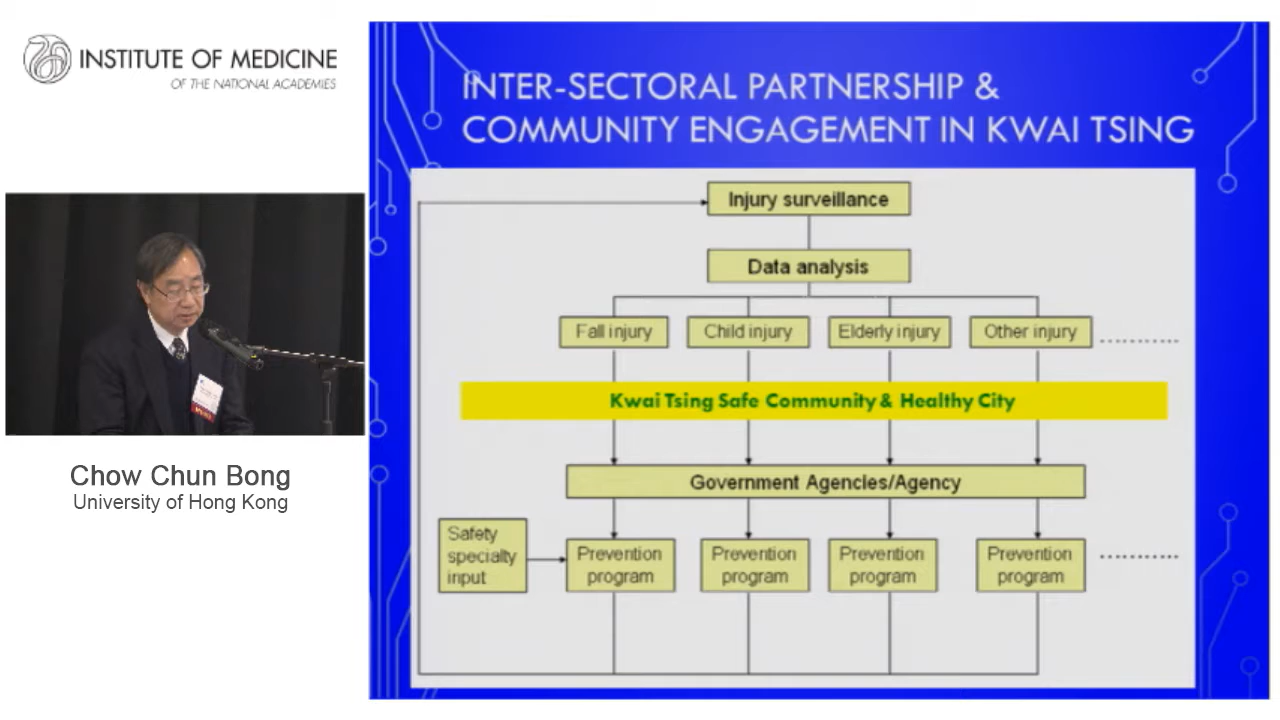 INSTITUTE OF MEDICINE
OF THE NATIONAL ACADEMIES
Chow Chun Bong
University of Hong Kong
INTER-SECTORAL PARTNERSHIP &
COMMUNITY ENGAGEMENT IN KWAI TSING
Injury surveillance
Data analysis
Fall injury
Child injury
Elderly injury
Other injury
Kwai Tsing Safe Community & Healthy City
Government Agencies/Agency
Safety
specialty
input
Prevention
program
Prevention
program
Prevention
program
Prevention
program